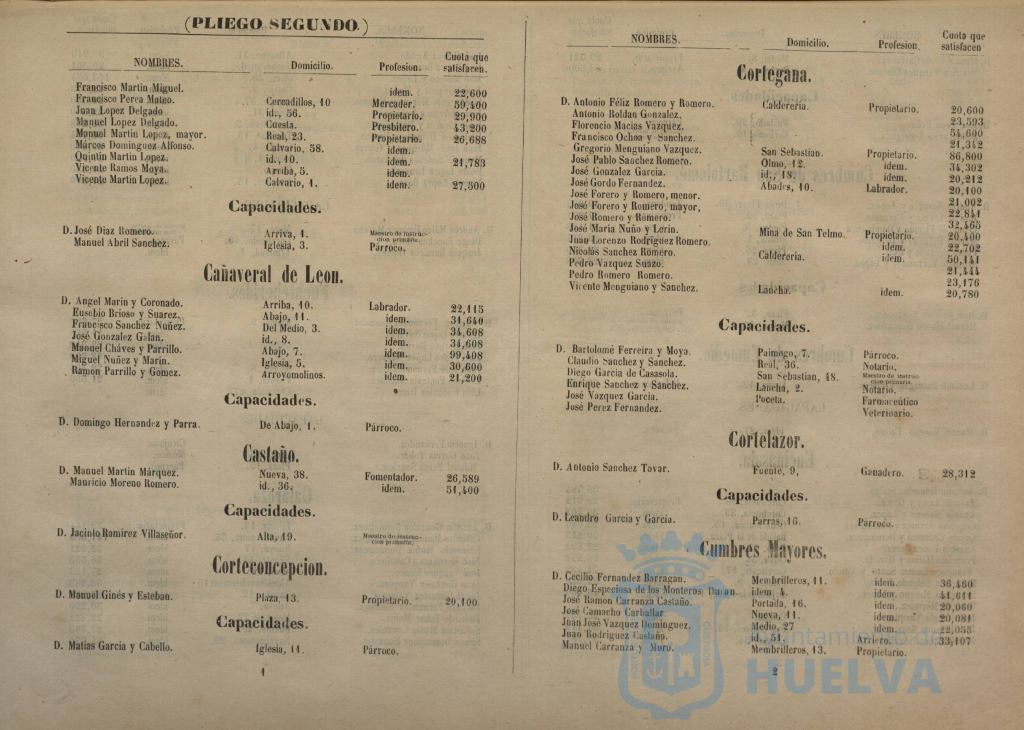 (PLIEGO SEGUNDO.)
NOMBRES. Domicilio. Profesion. Cuota que satisfacen.
Francisco Martin Miguel. idem. 22,600
Francisco Perea Mateo. Cercadillos, 10 Mercader. 59,400
Juan Lopez Delgado id., 56. Propietario. 29,900
Manuel Lopez Delgado. Cuesta. Presbitero. 43,200
Manuel Martin Lopez, mayor. Real, 23. Propietario. 26,688
Márcos Dominguez Alfonso. Calvario, 58. idem.
Quintin Martin Lopez. id., 10. idem. 21,783
Vicente Ramos Moya. Arriba, 5. idem.
Vicente Martin Lopez. Calvario, 1. idem. 27,500
Capacidades.
D. José Diaz Romero. Arriva, 1. Maestro de instruccion primaria.
Manuel Abril Sanchez. Iglesia, 3. Párroco.
Cañaveral de Leon.
D. Angel Marin y Coronado. Arriba, 10. Labrador. 22,115
Eusebio Brioso y Suarez. Abajo, 11. idem. 31,640
Francisco Sanchez Nuñez. Del Medio, 3. idem. 34,608
José Gonzalez Galan. id., 8. idem. 34,608
Manuel Cháves y Parrillo. Abajo, 7. idem. 99,408
Miguel Nuñez y Marin. Iglesia, 5. idem. 30,600
Ramon Parrillo y Gomez. Arroyomolinos. idem. 21,200
Capacidades.
D. Domingo Hernandez y Parra. De Abajo, 1. Párroco.
Castaño.
D. Manuel Martin Márquez. Nueva, 38. Fomentador. 26,589
Mauricio Moreno Romero. id., 36. idem. 51,400
Capacidades.
D. Jacinto Ramírez Villaseñor. Alta, 19. Maestro de instruccion primaria.
Corteconcepcion.
D. Manuel Ginés y Esteban. Plaza, 13. Propietario. 20,100
Capacidades.
D. Matías Garcia y Cabello. Iglesia, 11. Párroco.
1
NOMBRES. Domicilio. Profesion. Cuota que satisfacen
Cortegana.
D. Antonio Féliz Romero y Romero. Caldereria. Propietario. 20,600
Antonio Roldan Gonzalez. 23,593
Florencio Macias Vazquez. 54,600
Francisco Ochoa y Sanchez. 21,342
Gregorio Menguiano Vazquez. San Sebastian. Propietario. 86,800
José Pablo Sanchez Romero. Olmo, 12. idem. 34,302
José Gonzalez Garcia. id., 18. idem. 20,212
José Gordo Fernandez. Abades, 10. Labrador. 20,100
José Forero y Romero, menor. 21,002
José Forero y Romero, mayor, 22,841
José Romero y Romero. 32,465
José Maria Nuño y Lerin. Mina de San Telmo. Propietario. 20,400
Juan Lorenzo Rodriguez Romero. idem. 22,702
Nicolás Sanchez Romero. Caldereria. idem. 50,141
Pedro Vazquez Suazo. 21,444
Pedro Romero Romero. 23,176
Vicente Menguiano y Sanchez. Lancha. idem. 20,780
Capacidades.
D. Bartolomé Ferreira y Moya. Paimogo, 7. Párroco.
Claudio Sanchez y Sanchez. Real, 36. Notario.
Diego Garcia de Casasola. San Sebastian, 48. Maestro de instruccion primaria.
Enrique Sanchez y Sanchez. Lancha, 2. Notario.
José Vazquez Garcia. Poceta. Farmaceútico
José Perez Fernandez. Veterinario.
Cortelazor.
D. Antonio Sanchez Tovar. Fuente, 9, Ganadero. 28,312
Capacidades.
D. Leandro Garcia y Garcia. Parras, 16. Párroco.
Cumbres Mayores.
D. Cecilio Fernandez Barragan. Membrilleros, 11. idem. 36,460
Diego Especiosa de los Monteros Duran idem, 4. idem. 41,611
José Ramon Carranza Castaño. Portada, 16. idem. 20,060
José Camacho Carballar Nueva, 11. idem. 20,081
Juan José Vazquez Dominguez. Medio, 27 idem. 22,055
Juan Rodriguez Castaño. id., 51. Arriero. 33,107
Manuel Carranza y Moro. Membrilleros, 13. Propietario.
2
Ayuntamiento de
HUELVA